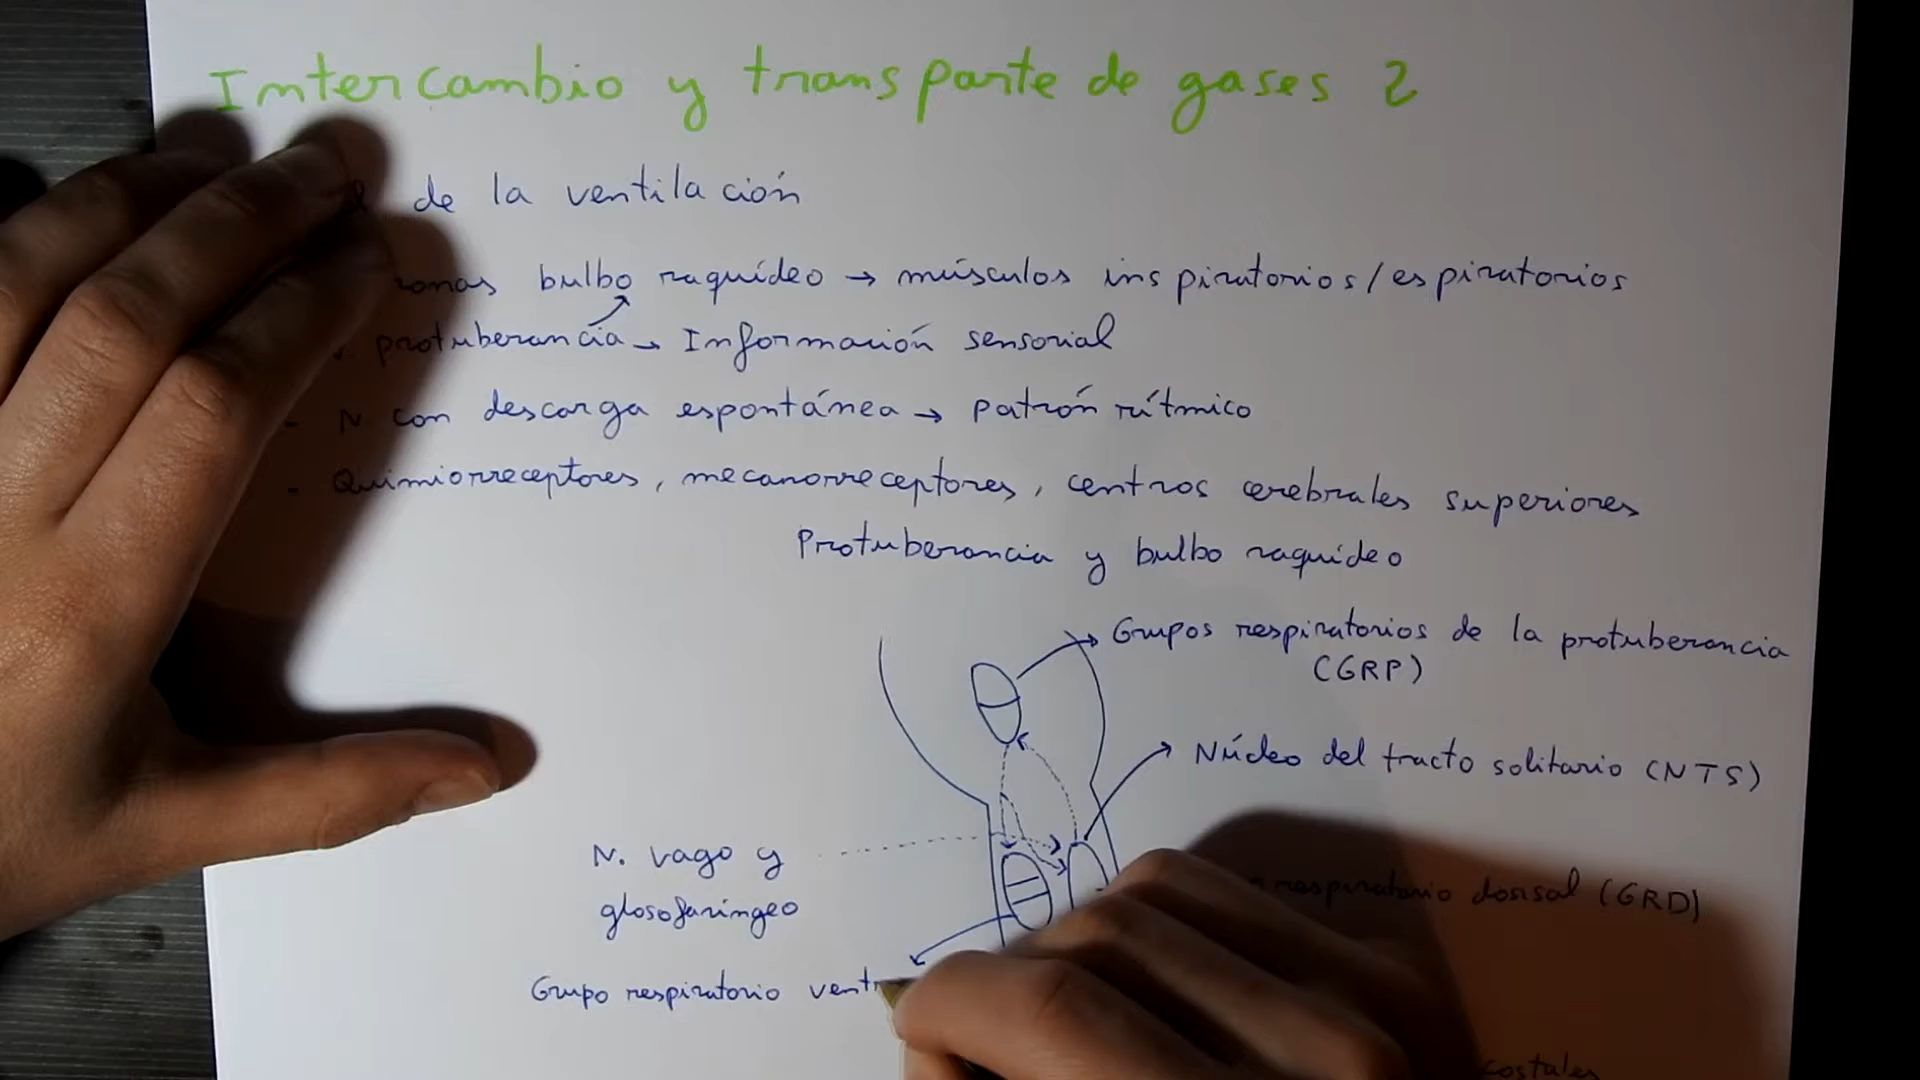 Intercambio y transporte de gases 2
de la ventilación
bulbo raquídeo → músculos inspiratorios/espiratorios
protuberancia → Información sensorial
- N con descarga espontánea → patrón rítmico
- Quimiorreceptores, mecanorreceptores, centros cerebrales superiores
Protuberancia y bulbo raquídeo
Grupos respiratorios de la protuberancia
(GRP)
Núcleo del tracto solitario (NTS)
N. vago y
glosofaríngeo
respiratorio dorsal (GRD)
Grupo respiratorio vent
costales